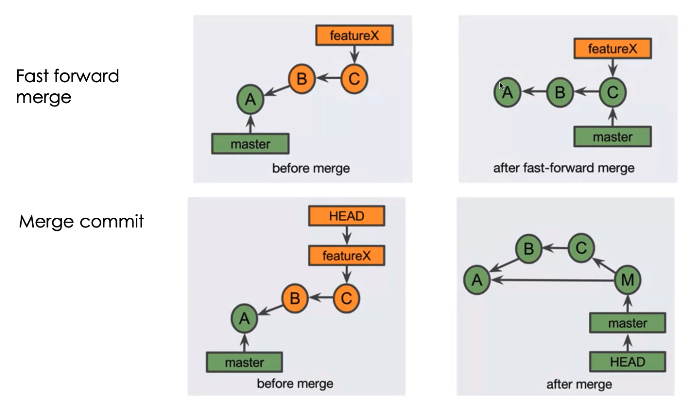 Fast forward
merge
featureX
B
C
A
master
before merge
featureX
A
B
C
master
after fast-forward merge
Merge commit
HEAD
featureX
B
C
A
master
before merge
B
C
A
M
master
HEAD
after merge